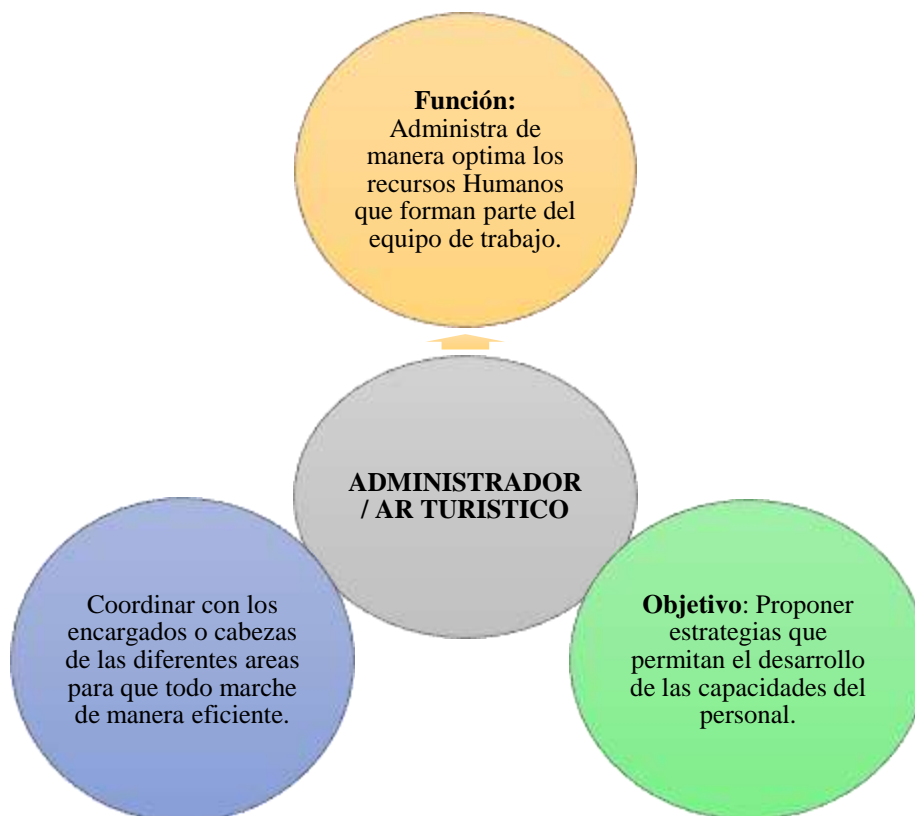 Función:
Administra de
manera optima los
recursos Humanos
que forman parte del
equipo de trabajo.
ADMINISTRADOR
/ AR TURISTICO
Coordinar con los
encargados o cabezas
de las diferentes areas
para que todo marche
de manera eficiente.
Objetivo: Proponer
estrategias que
permitan el desarrollo
de las capacidades del
personal.